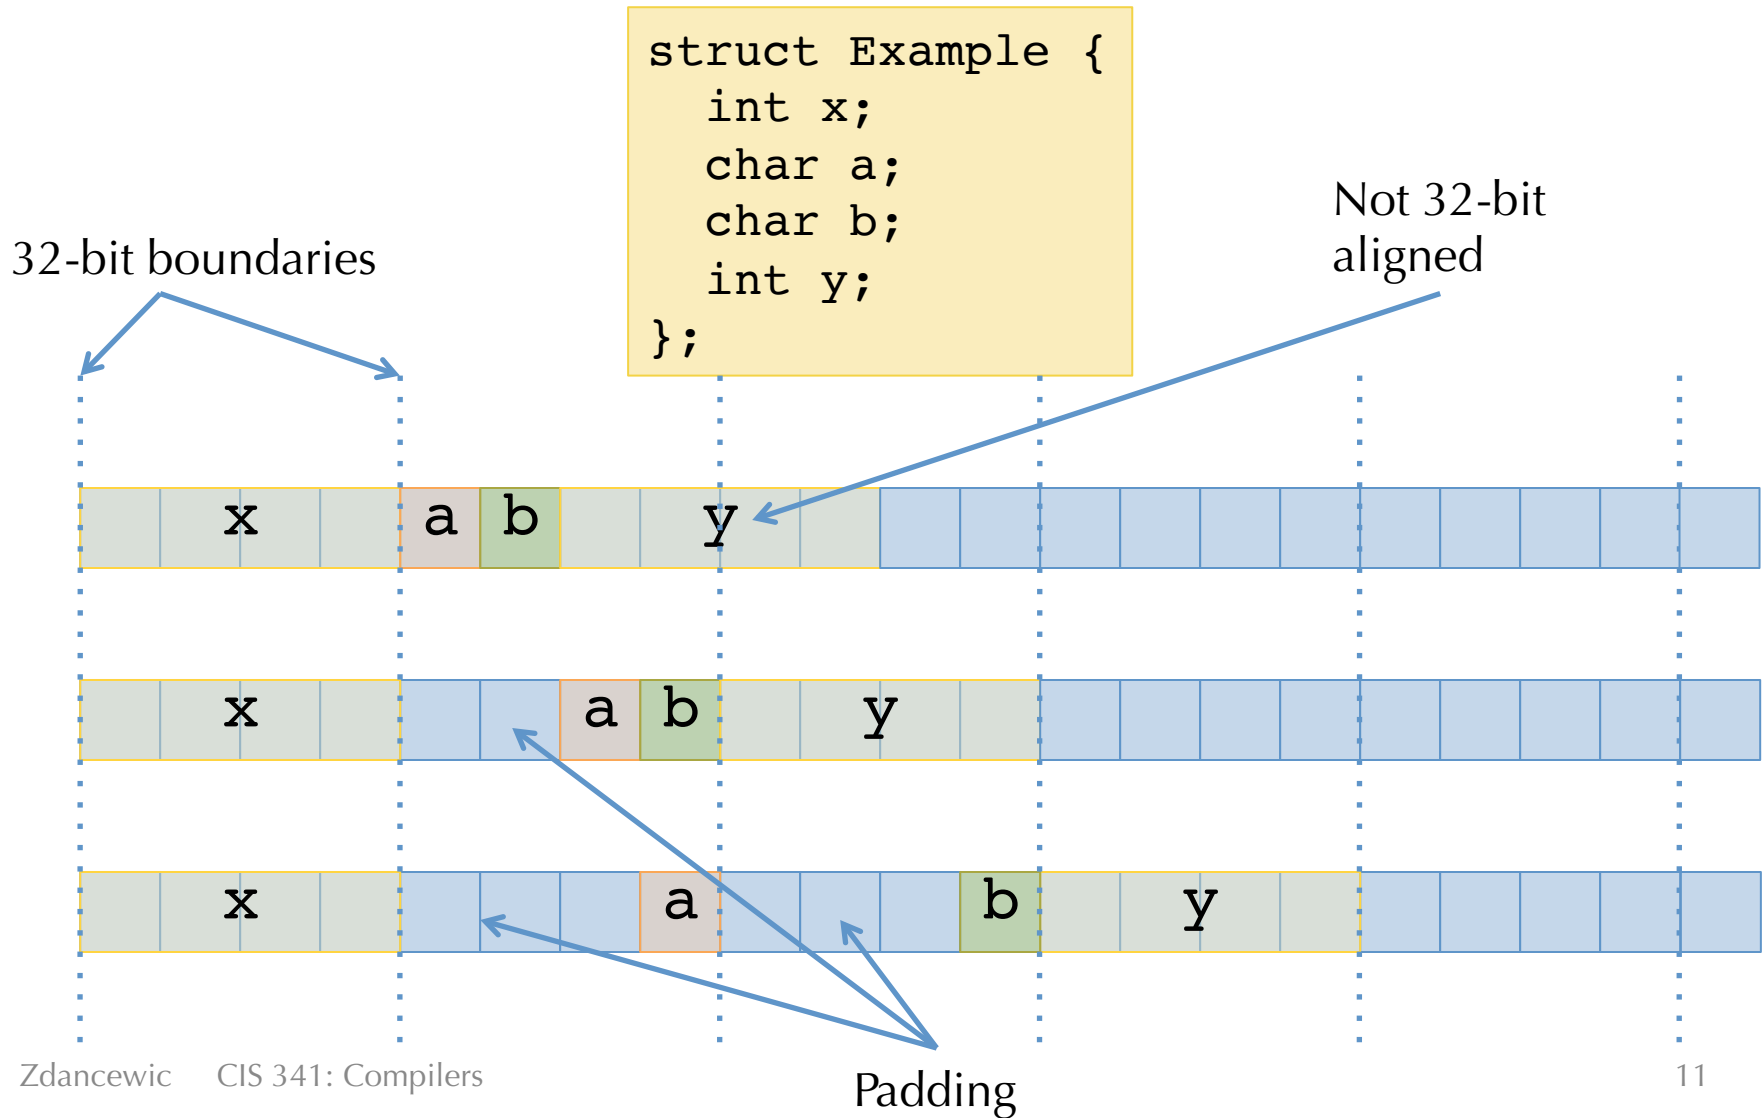 struct Example {
  int x;
  char a;
  char b;
  int y;
};
Not 32-bit
aligned
32-bit boundaries
x a b y
x a b y
x a b y
Padding
Zdancewic CIS 341: Compilers 11